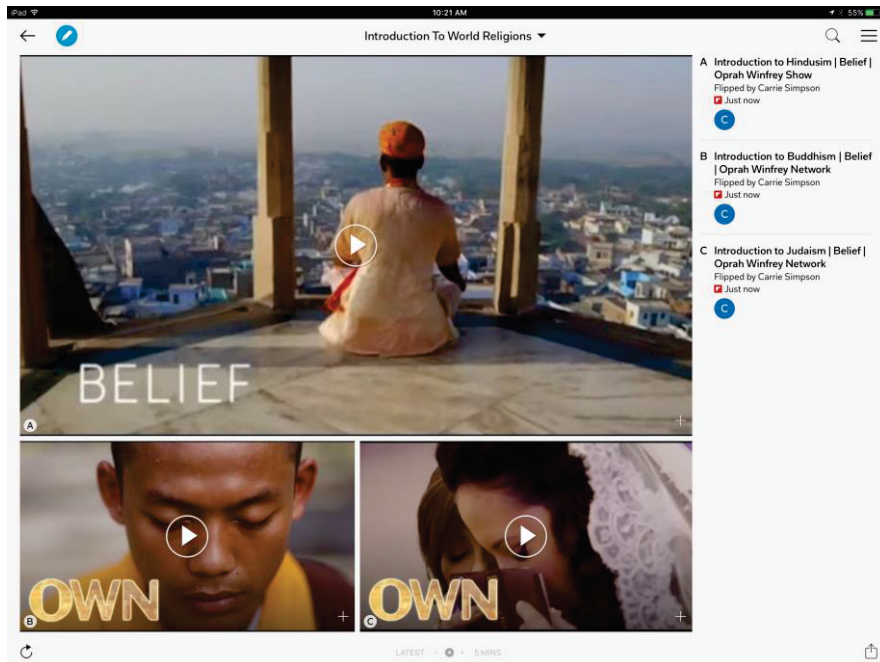 iPad
10:21 AM
55%
Introduction To World Religions
BELIEF
A
OWN
B
OWN
C
A Introduction to Hindusim | Belief |
Oprah Winfrey Show
Flipped by Carrie Simpson
Just now
C
B Introduction to Buddhism | Belief
| Oprah Winfrey Network
Flipped by Carrie Simpson
Just now
C
C Introduction to Judaism | Belief |
Oprah Winfrey Network
Flipped by Carrie Simpson
Just now
C
LATEST · · 5 MINS